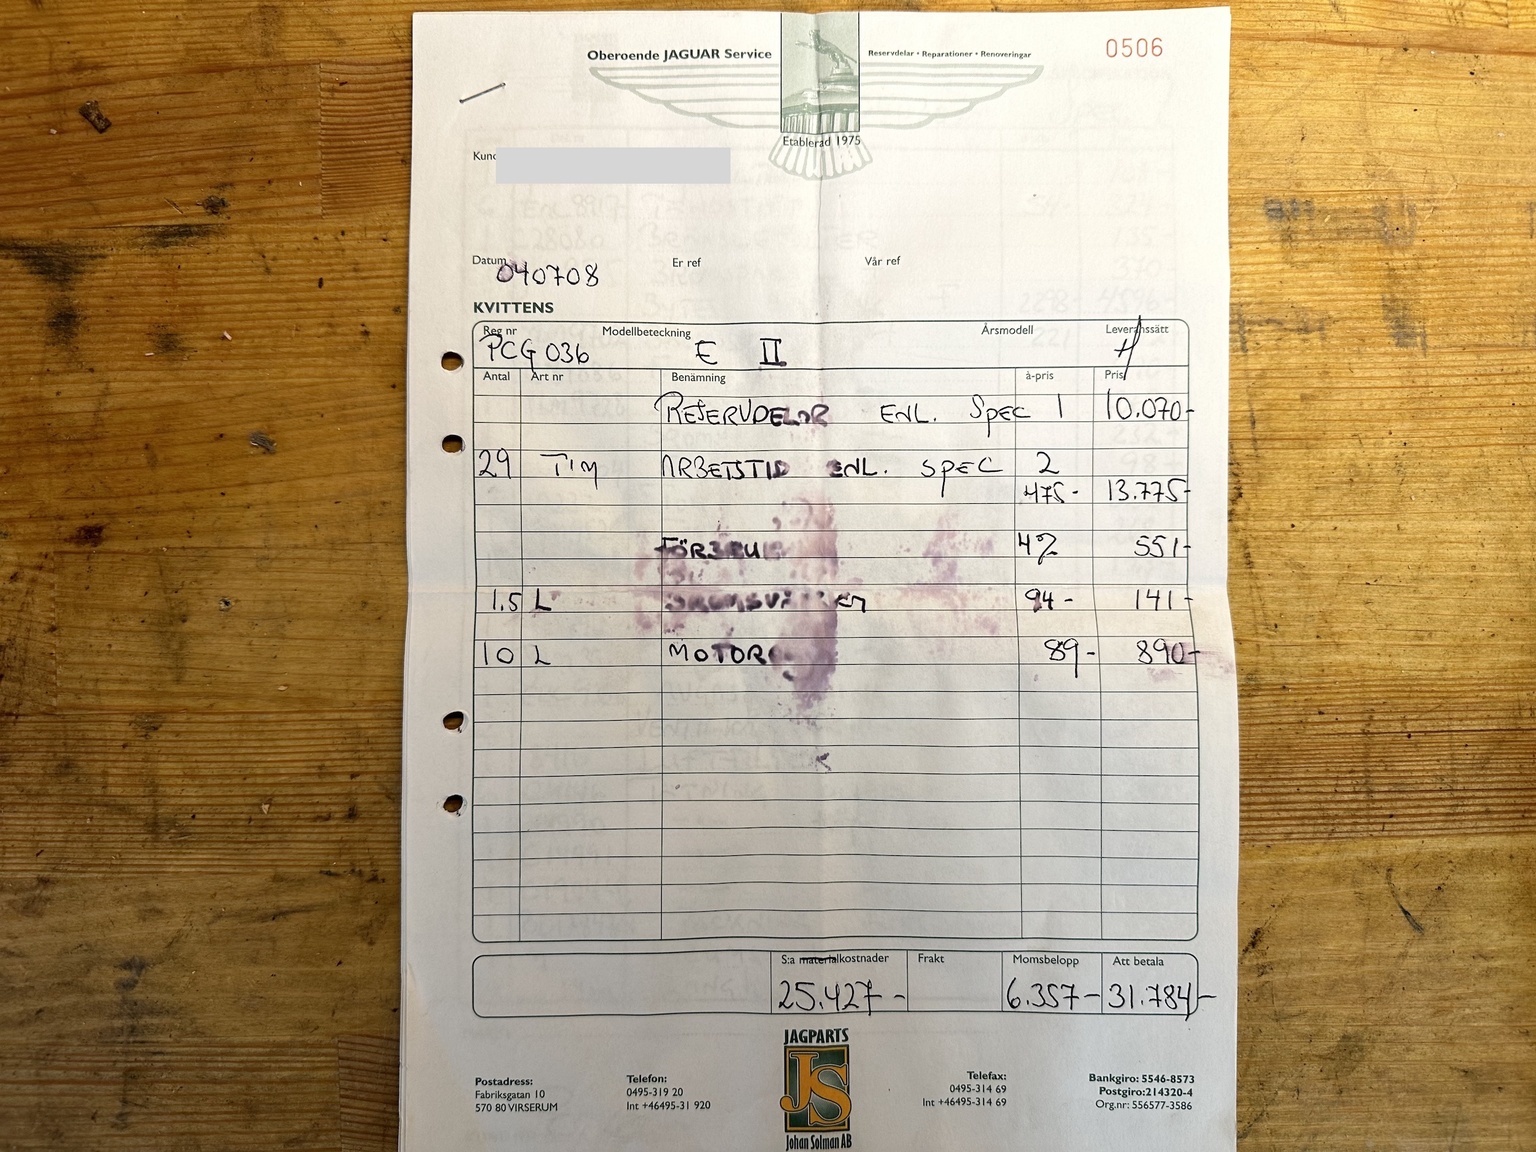 Oberoende JAGUAR Service
Reservdelar • Reparationer • Renoveringar
0506
Etablerad 1975
Datum 040708
Er ref
Vår ref
KVITTENS
Reg nr Modellbeteckning Årsmodell Leveranssätt
PCG 036 E II H
Antal Art nr Benämning à-pris Pris
RESERVDELAR ENL. SPEC 1 10.070-
29 TIM ARBETSTID ENL. SPEC 2
475- 13.775-
4% 551-
1.5 L 94- 141-
10 L 89- 890-
S:a materialkostnader Frakt Momsbelopp Att betala
25.427- 6.357- 31.784-
JAGPARTS
JS
Johan Solman AB
Postadress:
Fabriksgatan 10
570 80 VIRSERUM
Telefon:
0495-319 20
Int +46495-31 920
Telefax:
0495-314 69
Int +46495-314 69
Bankgiro: 5546-8573
Postgiro:214320-4
Org.nr: 556577-3586